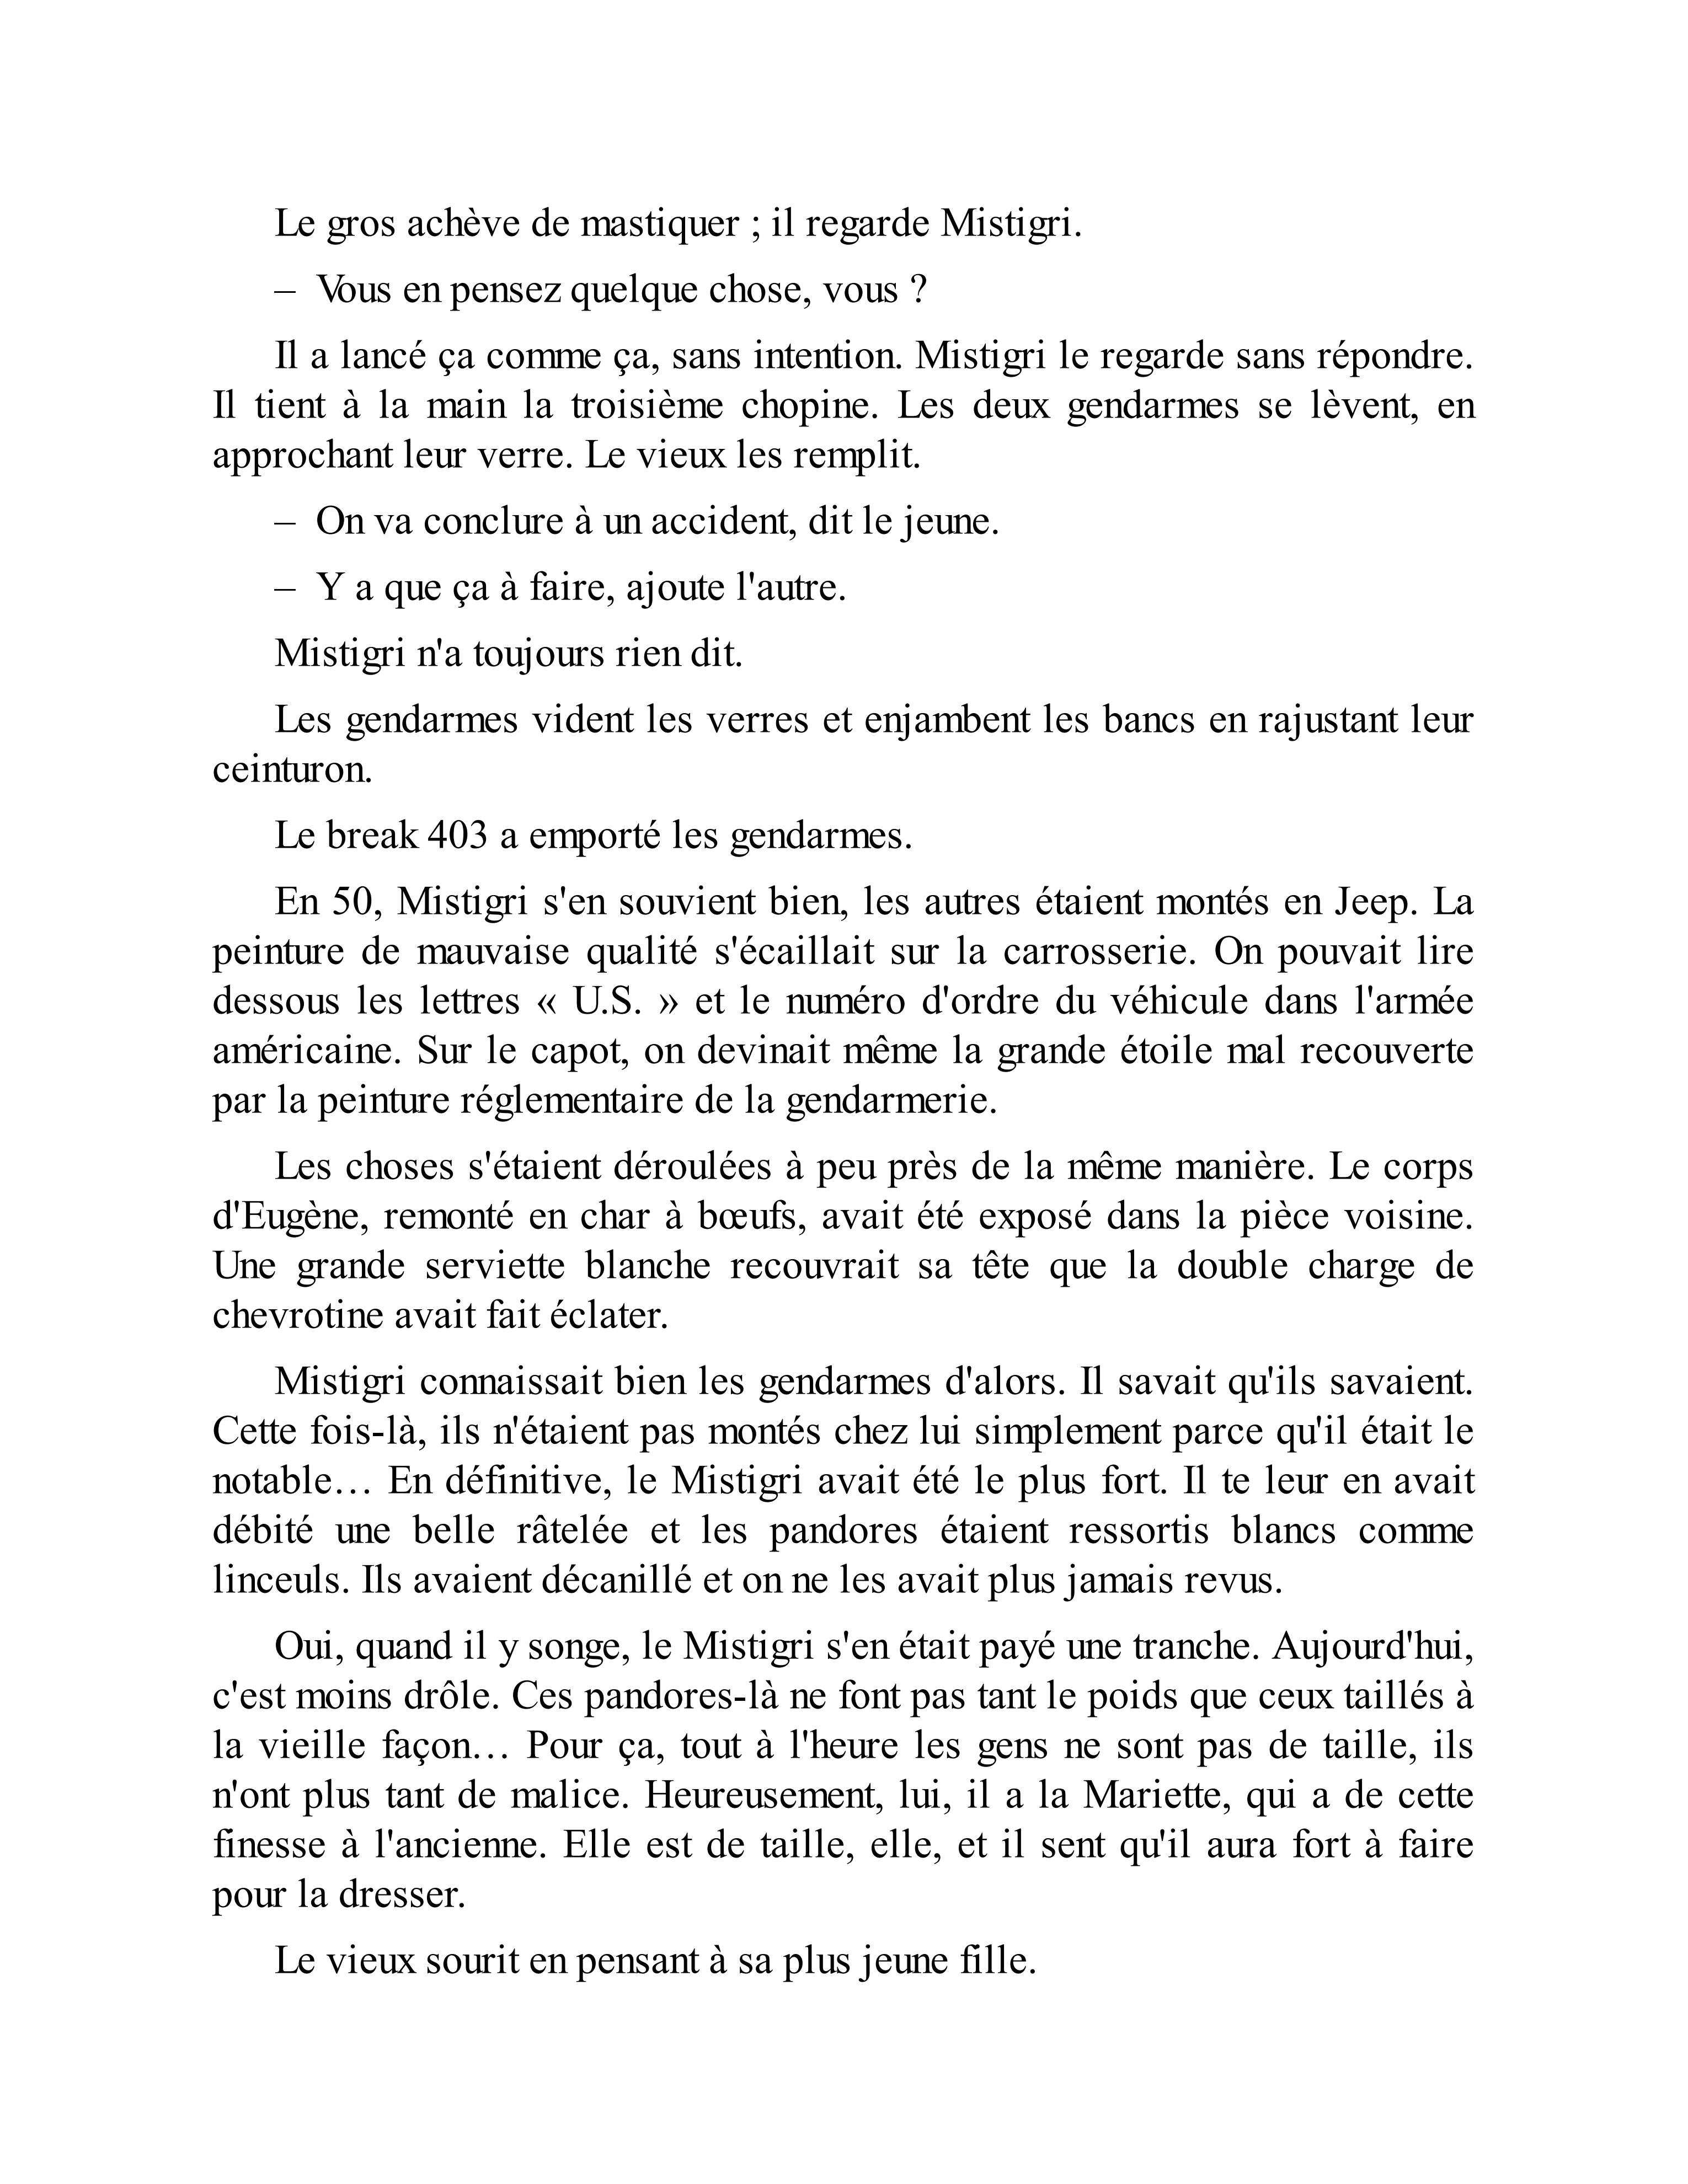 Le gros achève de mastiquer ; il regarde Mistigri.
– Vous en pensez quelque chose, vous ?
Il a lancé ça comme ça, sans intention. Mistigri le regarde sans répondre.
Il tient à la main la troisième chopine. Les deux gendarmes se lèvent, en
approchant leur verre. Le vieux les remplit.
– On va conclure à un accident, dit le jeune.
– Y a que ça à faire, ajoute l'autre.
Mistigri n'a toujours rien dit.
Les gendarmes vident les verres et enjambent les bancs en rajustant leur
ceinturon.
Le break 403 a emporté les gendarmes.
En 50, Mistigri s'en souvient bien, les autres étaient montés en Jeep. La
peinture de mauvaise qualité s'écaillait sur la carrosserie. On pouvait lire
dessous les lettres « U.S. » et le numéro d'ordre du véhicule dans l'armée
américaine. Sur le capot, on devinait même la grande étoile mal recouverte
par la peinture réglementaire de la gendarmerie.
Les choses s'étaient déroulées à peu près de la même manière. Le corps
d'Eugène, remonté en char à bœufs, avait été exposé dans la pièce voisine.
Une grande serviette blanche recouvrait sa tête que la double charge de
chevrotine avait fait éclater.
Mistigri connaissait bien les gendarmes d'alors. Il savait qu'ils savaient.
Cette fois-là, ils n'étaient pas montés chez lui simplement parce qu'il était le
notable… En définitive, le Mistigri avait été le plus fort. Il te leur en avait
débité une belle râtelée et les pandores étaient ressortis blancs comme
linceuls. Ils avaient décanillé et on ne les avait plus jamais revus.
Oui, quand il y songe, le Mistigri s'en était payé une tranche. Aujourd'hui,
c'est moins drôle. Ces pandores-là ne font pas tant le poids que ceux taillés à
la vieille façon… Pour ça, tout à l'heure les gens ne sont pas de taille, ils
n'ont plus tant de malice. Heureusement, lui, il a la Mariette, qui a de cette
finesse à l'ancienne. Elle est de taille, elle, et il sent qu'il aura fort à faire
pour la dresser.
Le vieux sourit en pensant à sa plus jeune fille.